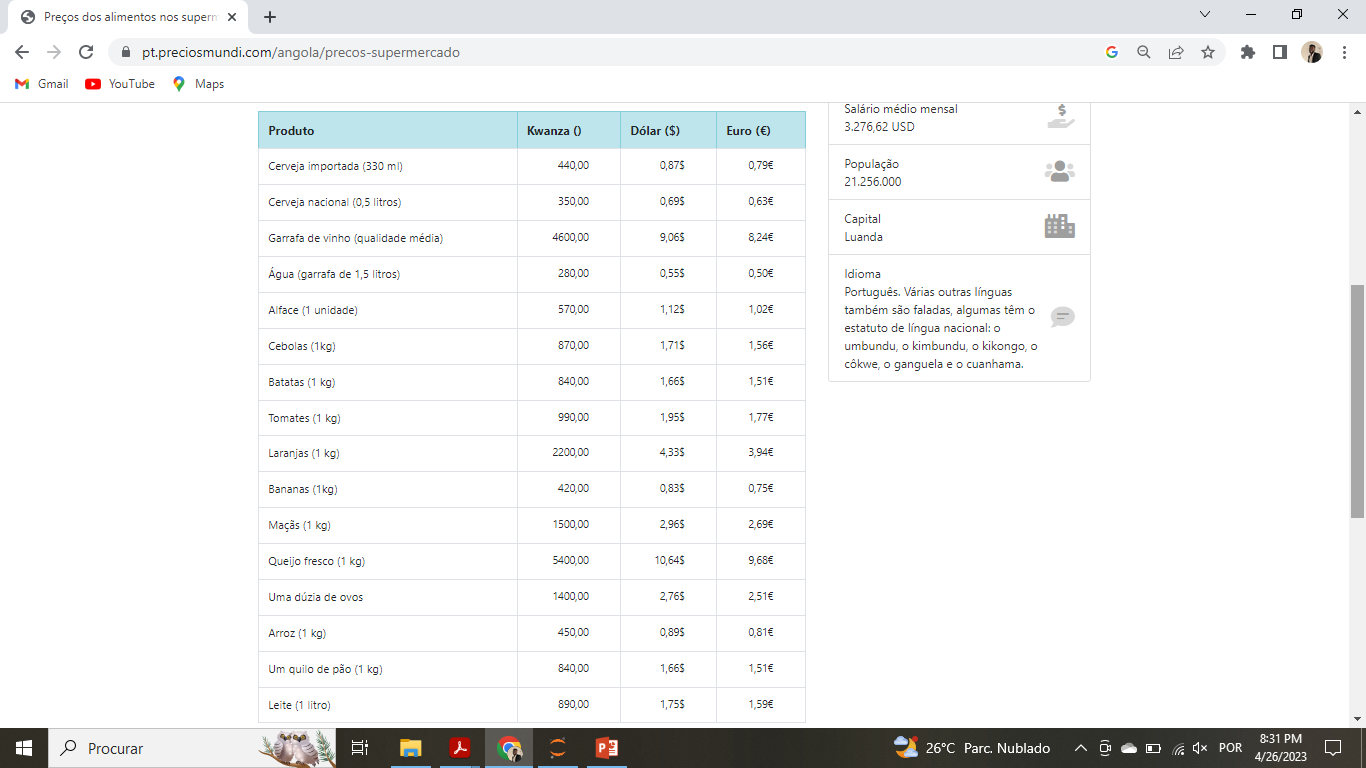 Preços dos alimentos nos superm
pt.preciosmundi.com/angola/precos-supermercado
Gmail YouTube Maps
Produto Kwanza () Dólar ($) Euro (€)
Cerveja importada (330 ml) 440,00 0,87$ 0,79€
Cerveja nacional (0,5 litros) 350,00 0,69$ 0,63€
Garrafa de vinho (qualidade média) 4600,00 9,06$ 8,24€
Água (garrafa de 1,5 litros) 280,00 0,55$ 0,50€
Alface (1 unidade) 570,00 1,12$ 1,02€
Cebolas (1kg) 870,00 1,71$ 1,56€
Batatas (1 kg) 840,00 1,66$ 1,51€
Tomates (1 kg) 990,00 1,95$ 1,77€
Laranjas (1 kg) 2200,00 4,33$ 3,94€
Bananas (1kg) 420,00 0,83$ 0,75€
Maçãs (1 kg) 1500,00 2,96$ 2,69€
Queijo fresco (1 kg) 5400,00 10,64$ 9,68€
Uma dúzia de ovos 1400,00 2,76$ 2,51€
Arroz (1 kg) 450,00 0,89$ 0,81€
Um quilo de pão (1 kg) 840,00 1,66$ 1,51€
Leite (1 litro) 890,00 1,75$ 1,59€
Salário médio mensal
3.276,62 USD
População
21.256.000
Capital
Luanda
Idioma
Português. Várias outras línguas
também são faladas, algumas têm o
estatuto de língua nacional: o
umbundu, o kimbundu, o kikongo, o
côkwe, o ganguela e o cuanhama.
Procurar
26°C Parc. Nublado
POR
8:31 PM
4/26/2023